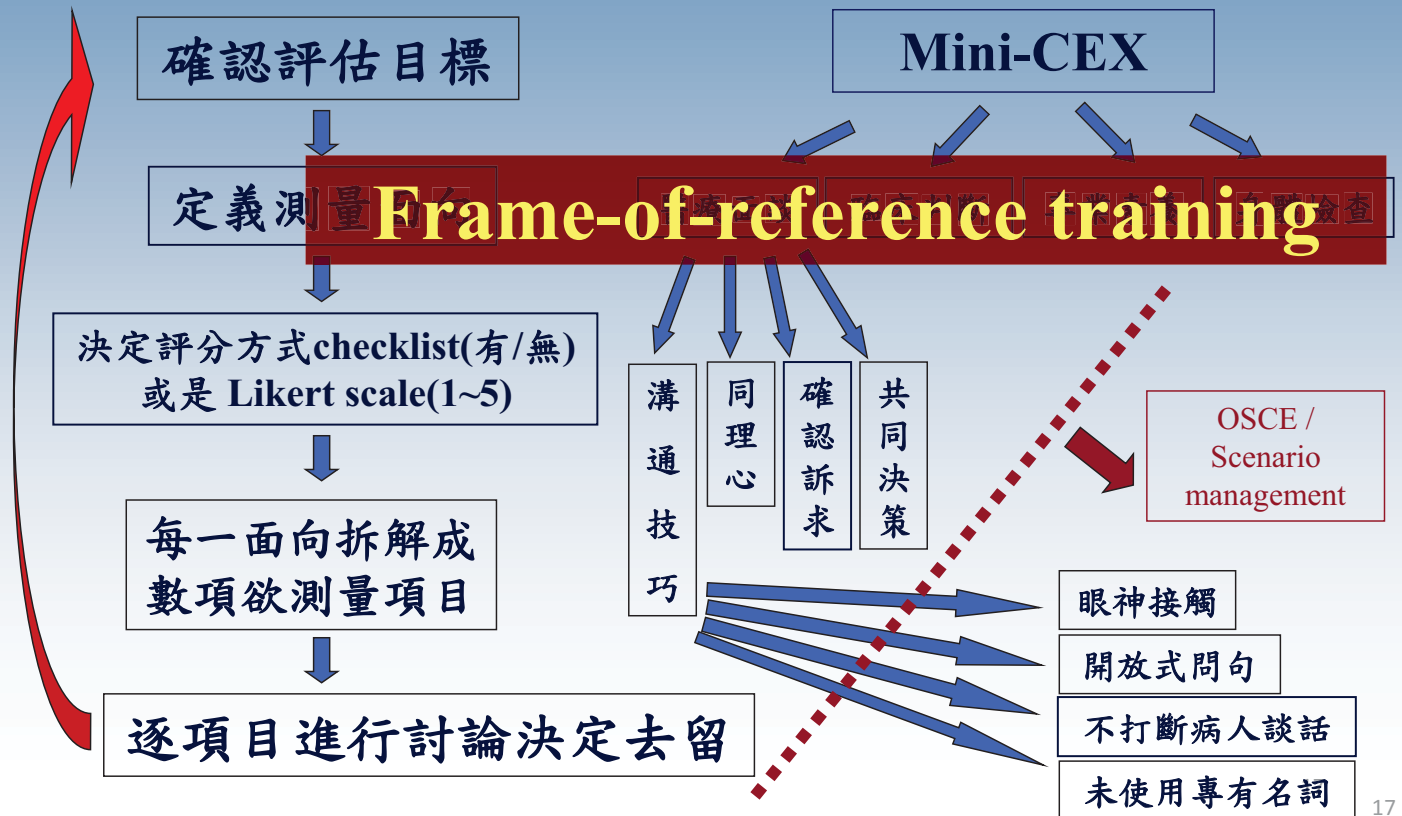 確認評估目標
Mini-CEX
定義測量
檢查
Frame-of-reference training
決定評分方式checklist(有/無)
或是 Likert scale(1~5)
溝通技巧
同理心
確認訴求
共同決策
OSCE /
Scenario
management
每一面向拆解成
數項欲測量項目
眼神接觸
開放式問句
不打斷病人談話
未使用專有名詞
逐項目進行討論決定去留
17